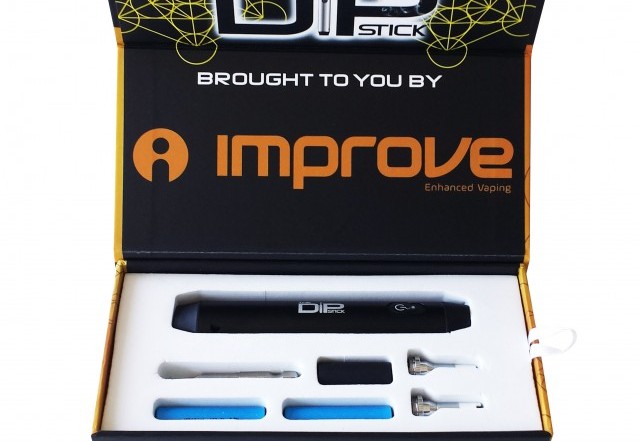 DIP
STICK
BROUGHT TO YOU BY
improve
Enhanced Vaping
DIP
STICK